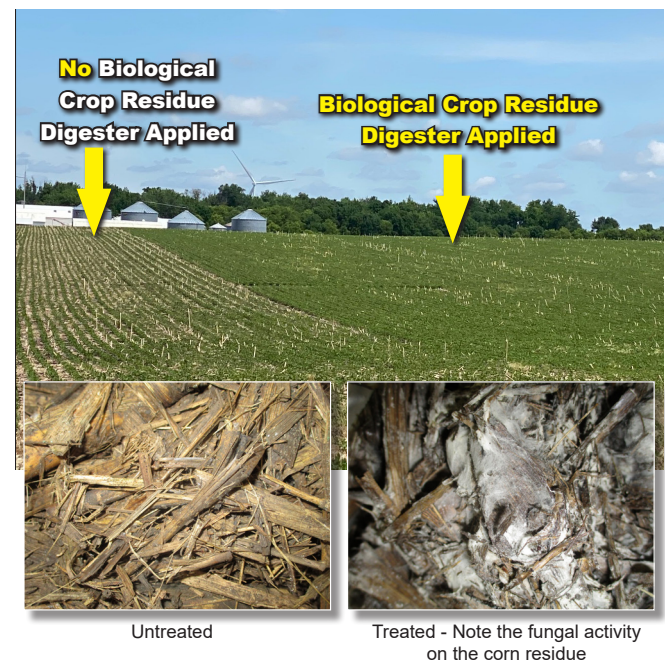 No Biological
Crop Residue
Digester Applied
Biological Crop Residue
Digester Applied
Untreated
Treated - Note the fungal activity
on the corn residue